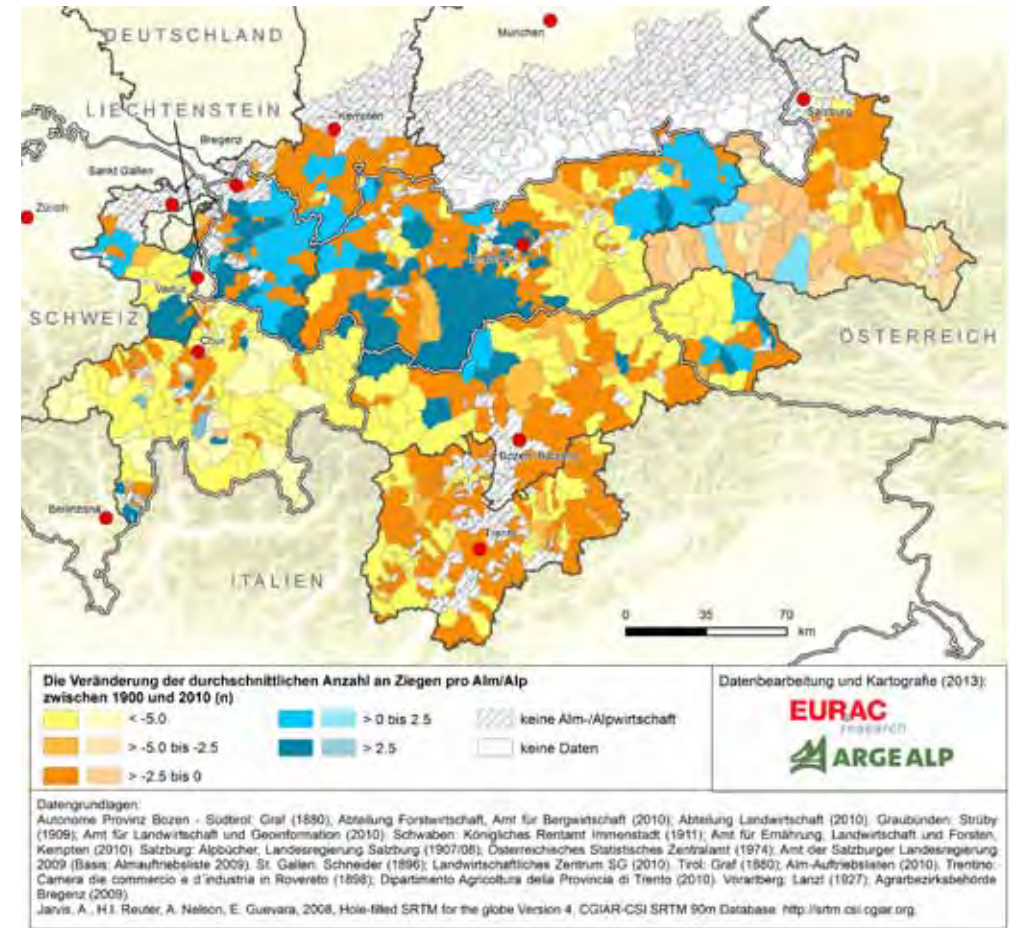 DEUTSCHLAND
München
LIECHTENSTEIN
Kempten
Salzburg
Bregenz
Sankt Gallen
Zürich
Vaduz
SCHWEIZ
ÖSTERREICH
Chur
Bozen
Bellinzona
Trento
ITALIEN
0 35 70
km
Die Veränderung der durchschnittlichen Anzahl an Ziegen pro Alm/Alp
zwischen 1900 und 2010 (n)
< -5.0
> -5.0 bis -2.5
> -2.5 bis 0
> 0 bis 2.5
> 2.5
keine Alm-/Alpwirtschaft
keine Daten
Datenbearbeitung und Kartografie (2013):
EURAC
research
ARGE ALP
Datengrundlagen:
Autonome Provinz Bozen - Südtirol: Graf (1880), Abteilung Forstwirtschaft, Amt für Bergwirtschaft (2010); Abteilung Landwirtschaft (2010). Graubünden: Strüby
(1909); Amt für Landwirtschaft und Geoinformation (2010). Schwaben: Königliches Rentamt Immenstadt (1911); Amt für Ernährung, Landwirtschaft und Forsten,
Kempten (2010). Salzburg: Alpbücher, Landesregierung Salzburg (1907/08); Österreichisches Statistisches Zentralamt (1974); Amt der Salzburger Landesregierung
2009 (Basis: Almauftriebsliste 2009). St. Gallen: Schneider (1896); Landwirtschaftliches Zentrum SG (2010). Tirol: Graf (1880); Alm-Auftriebslisten (2010). Trentino:
Camera die commercio e d'industria in Rovereto (1898); Dipartimento Agricoltura della Provincia di Trento (2010). Vorarlberg: Lanzl (1927); Agrarbezirksbehörde
Bregenz (2009).
Jarvis, A., H.I. Reuter, A. Nelson, E. Guevara, 2008, Hole-filled SRTM for the globe Version 4, CGIAR-CSI SRTM 90m Database: http://srtm.csi.cgiar.org.